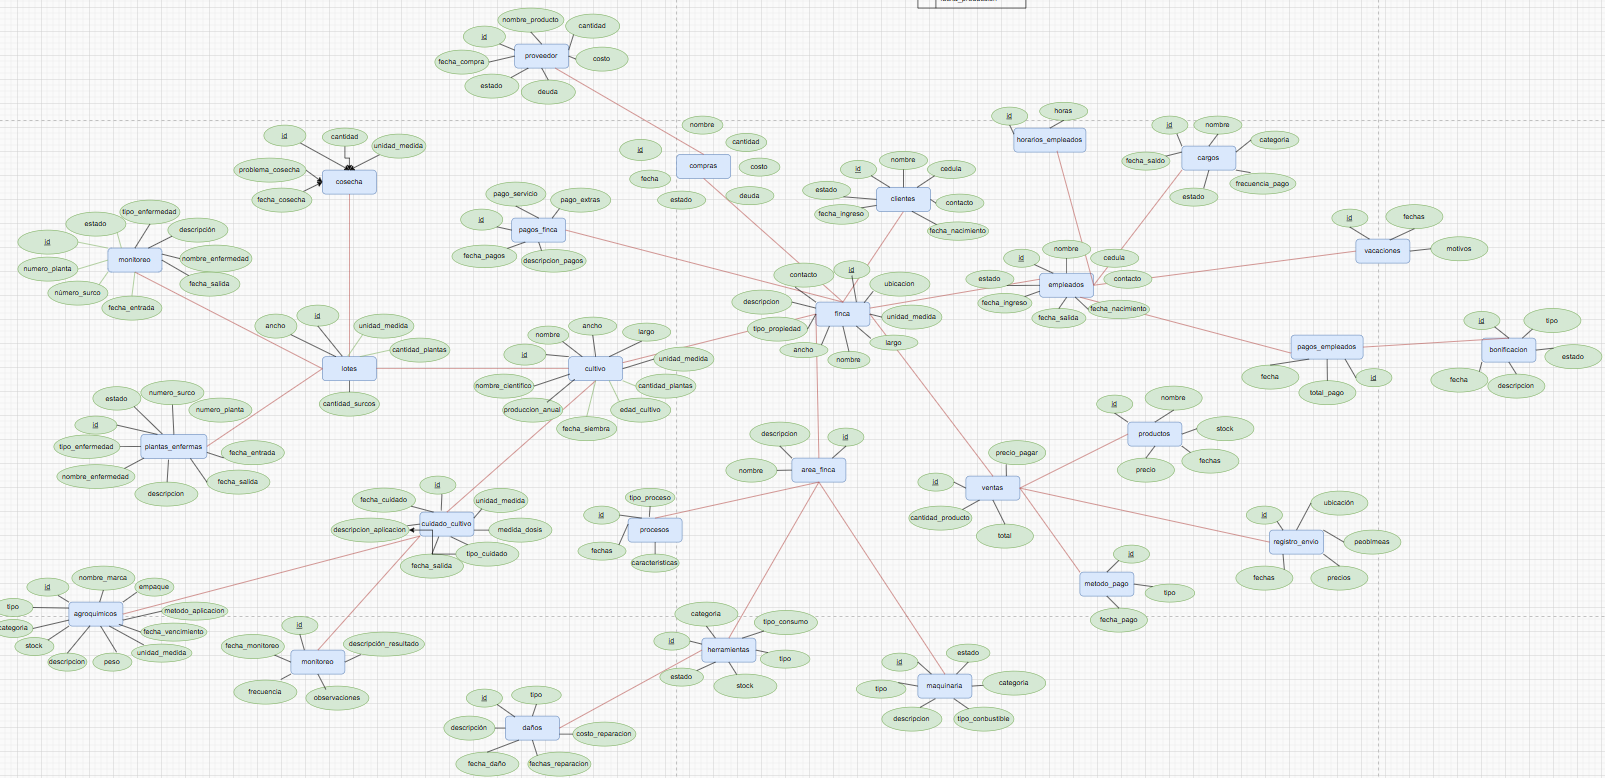 nombre_producto
cantidad
id
proveedor
fecha_compra
costo
estado
deuda
id
cantidad
unidad_medida
problema_cosecha
cosecha
fecha_cosecha
nombre
id
cantidad
compras
costo
fecha
estado
deuda
id
horas
horarios_empleados
id
nombre
categoria
cargos
fecha_saldo
frecuencia_pago
estado
id
nombre
cedula
estado
clientes
contacto
fecha_ingreso
fecha_nacimiento
pago_servicio
pago_extras
id
pagos_finca
fecha_pagos
descripcion_pagos
tipo_enfermedad
estado
descripción
id
monitoreo
nombre_enfermedad
numero_planta
fecha_salida
número_surco
fecha_entrada
id
fechas
vacaciones
motivos
nombre
id
cedula
estado
empleados
contacto
fecha_ingreso
fecha_nacimiento
fecha_salida
contacto
id
ubicacion
descripcion
finca
unidad_medida
tipo_propiedad
largo
ancho
nombre
ancho
id
unidad_medida
cantidad_plantas
lotes
cantidad_surcos
nombre
ancho
largo
id
unidad_medida
cultivo
nombre_cientifico
cantidad_plantas
produccion_anual
edad_cultivo
fecha_siembra
pagos_empleados
fecha
total_pago
id
id
tipo
bonificacion
estado
fecha
descripcion
estado
numero_surco
numero_planta
id
tipo_enfermedad
plantas_enfermas
fecha_entrada
nombre_enfermedad
fecha_salida
descripcion
id
nombre
productos
stock
precio
fechas
descripcion
id
nombre
area_finca
precio_pagar
id
ventas
cantidad_producto
total
id
fecha_cuidado
unidad_medida
descripcion_aplicacion
cuidado_cultivo
medida_dosis
tipo_cuidado
fecha_salida
tipo_proceso
id
procesos
fechas
caracteristicas
ubicación
id
registro_envio
peoblmeas
fechas
precios
id
metodo_pago
tipo
fecha_pago
id
nombre_marca
empaque
tipo
agroquimicos
metodo_aplicacion
categoria
fecha_vencimiento
stock
unidad_medida
descripcion
peso
id
fecha_monitoreo
descripción_resultado
monitoreo
frecuencia
observaciones
categoria
tipo_consumo
id
herramientas
tipo
estado
stock
id
estado
tipo
maquinaria
categoria
descripcion
tipo_conbustible
id
tipo
descripción
daños
costo_reparacion
fecha_daño
fechas_reparacion